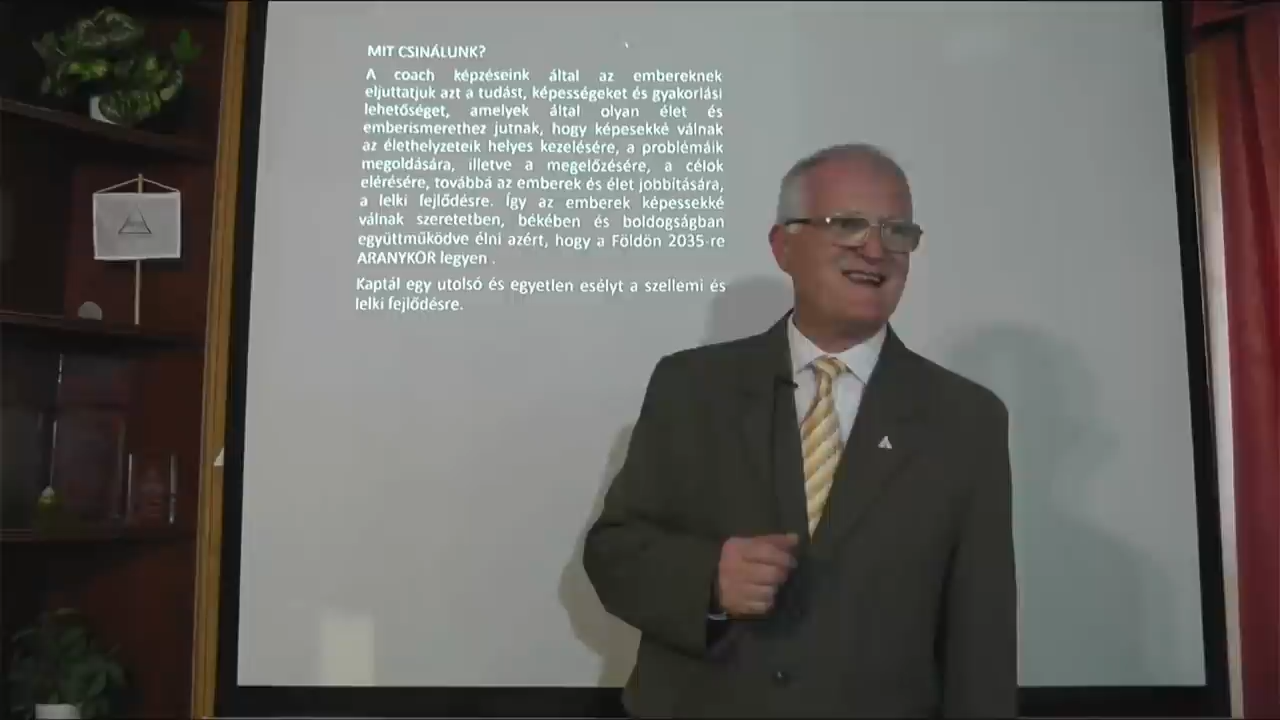 MIT CSINÁLUNK?
A coach képzéseink által az embereknek
eljuttatjuk azt a tudást, képességeket és gyakorlási
lehetőséget, amelyek által olyan élet és
emberismerethez jutnak, hogy képesekké válnak
az élethelyzeteik helyes kezelésére, a problémáik
megoldására, illetve a megelőzésére, a célok
elérésére, továbbá az emberek és élet jobbítására,
a lelki fejlődésre. Így az emberek képessekké
válnak szeretetben, békében és boldogságban
együttműködve élni azért, hogy a Földön 2035-re
ARANYKOR legyen .
Kaptál egy utolsó és egyetlen esélyt a szellemi és
lelki fejlődésre.